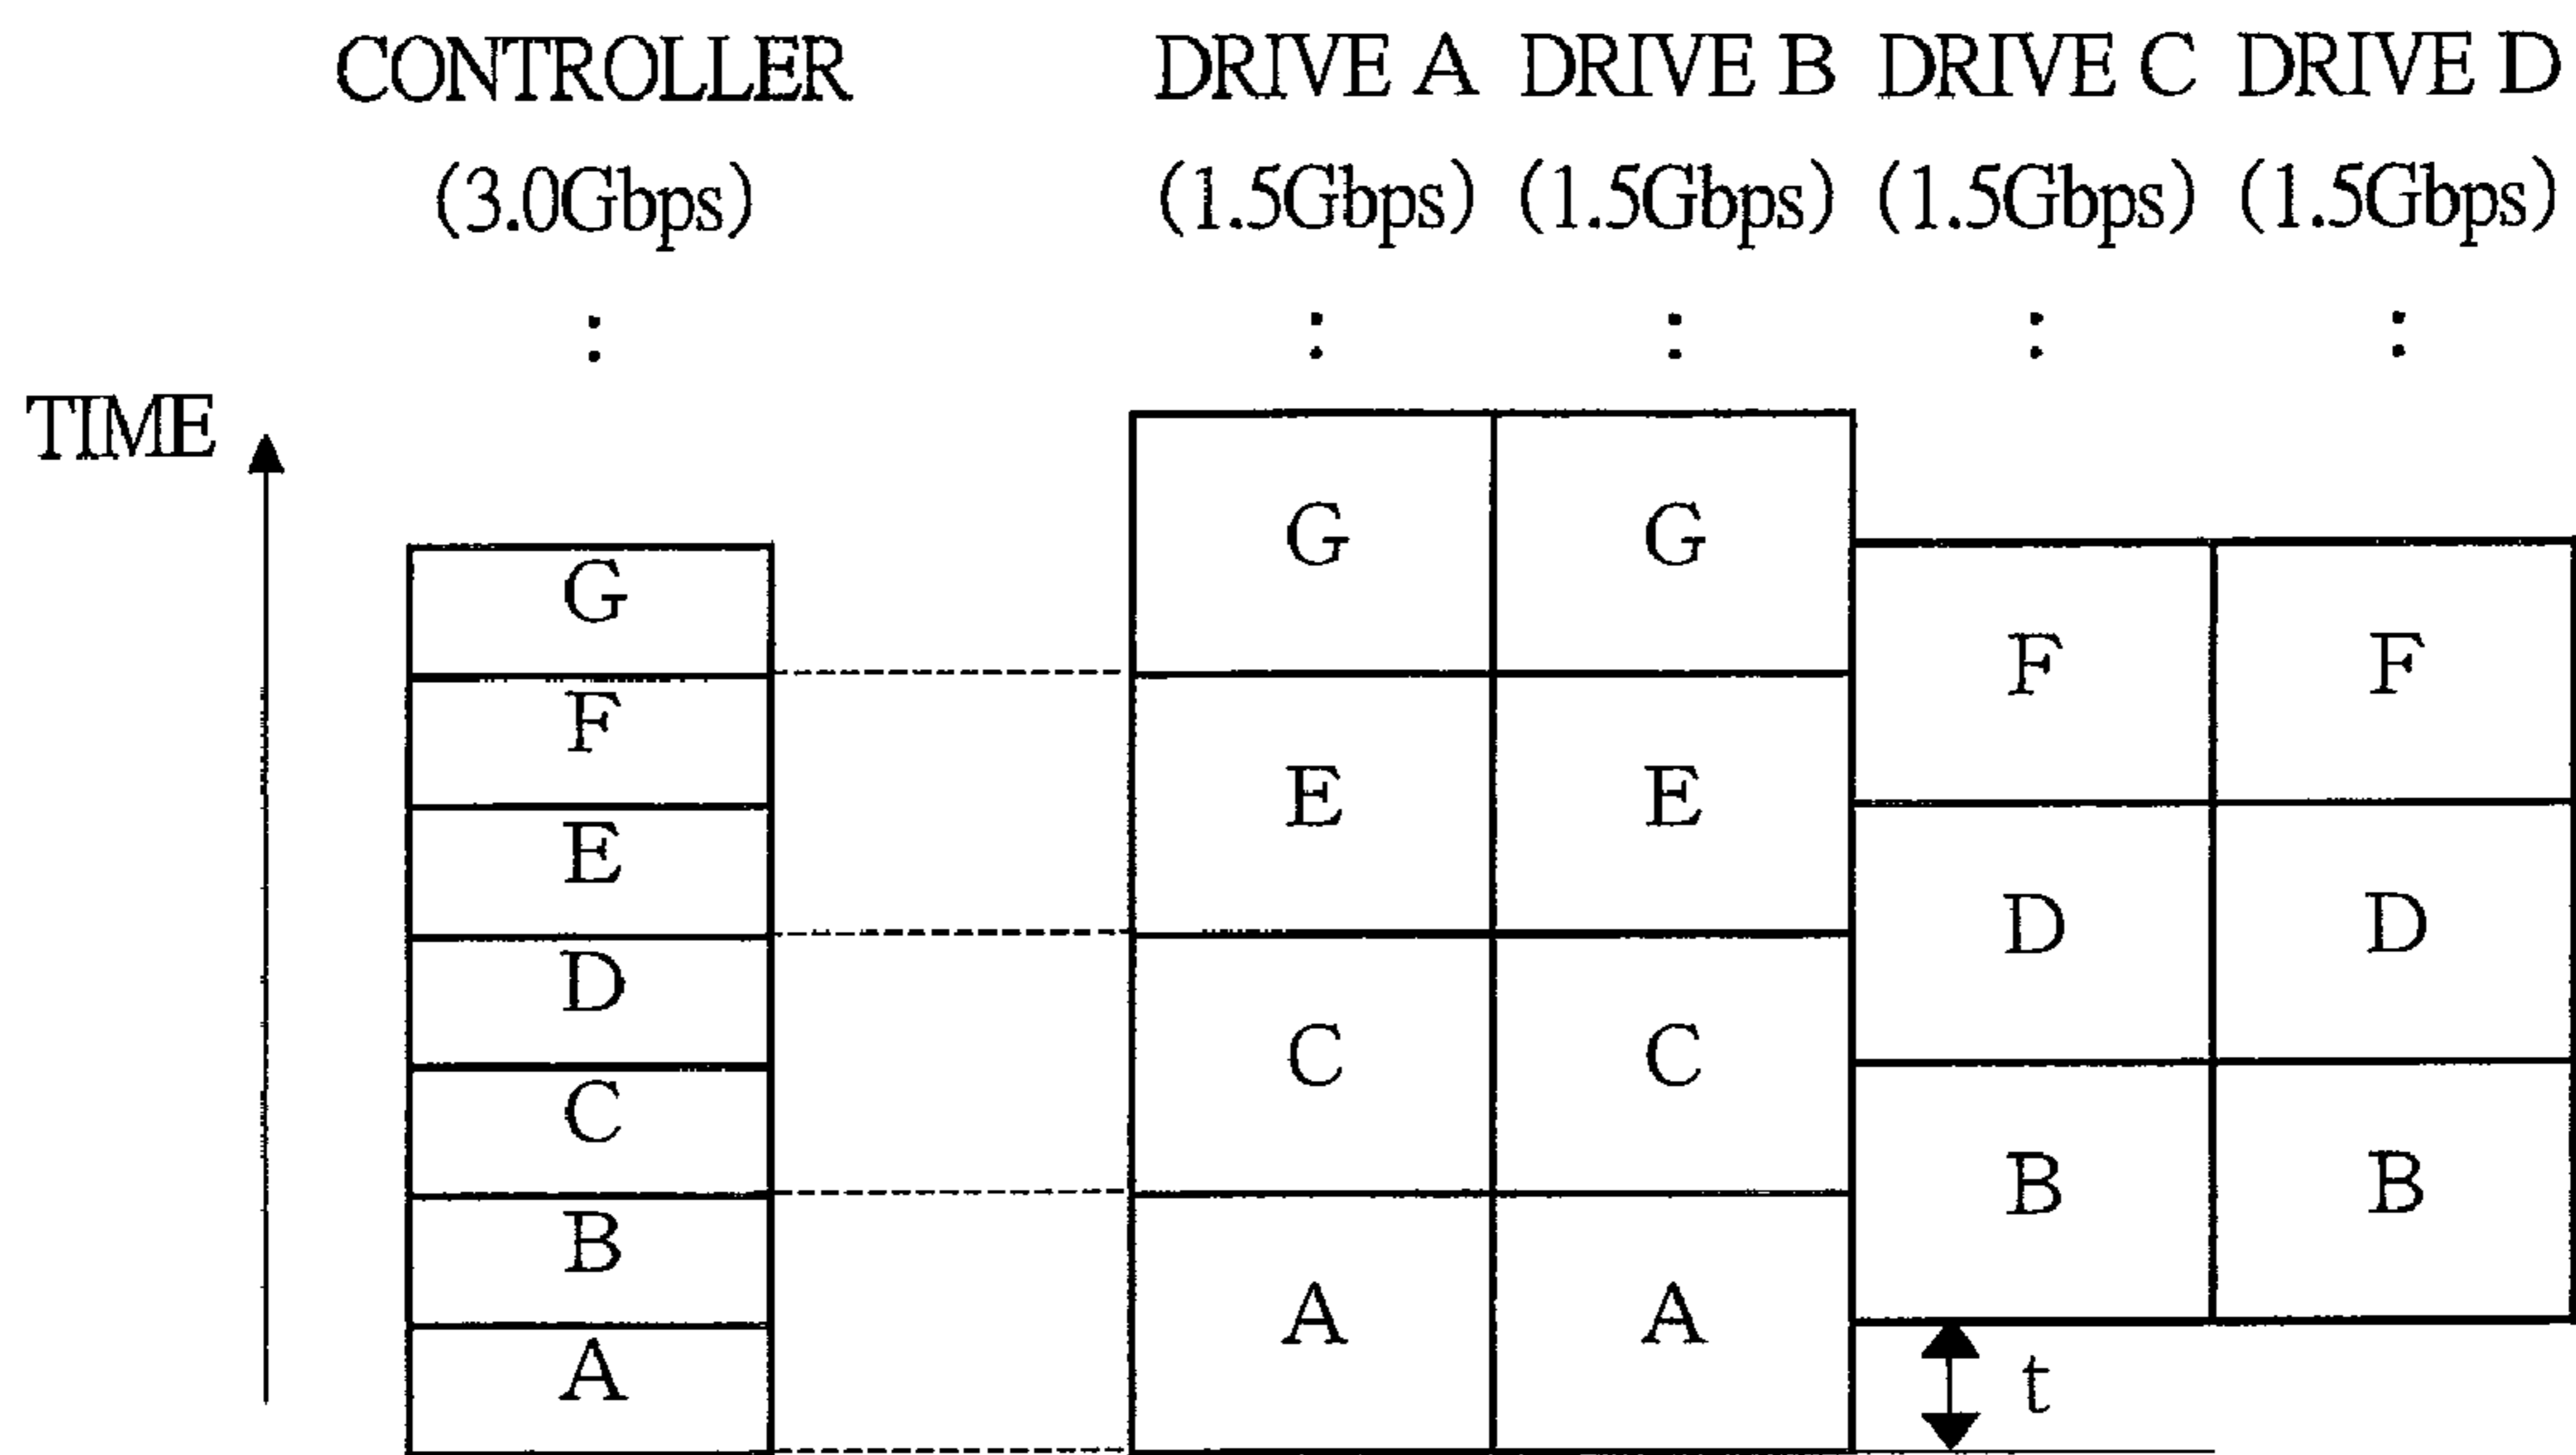 CONTROLLER DRIVE A DRIVE B DRIVE C DRIVE D
(3.0Gbps) (1.5Gbps) (1.5Gbps) (1.5Gbps) (1.5Gbps)
: : : : :
TIME
G G G
F F F
E E E
D D D
C C C
B B B
A A A
t